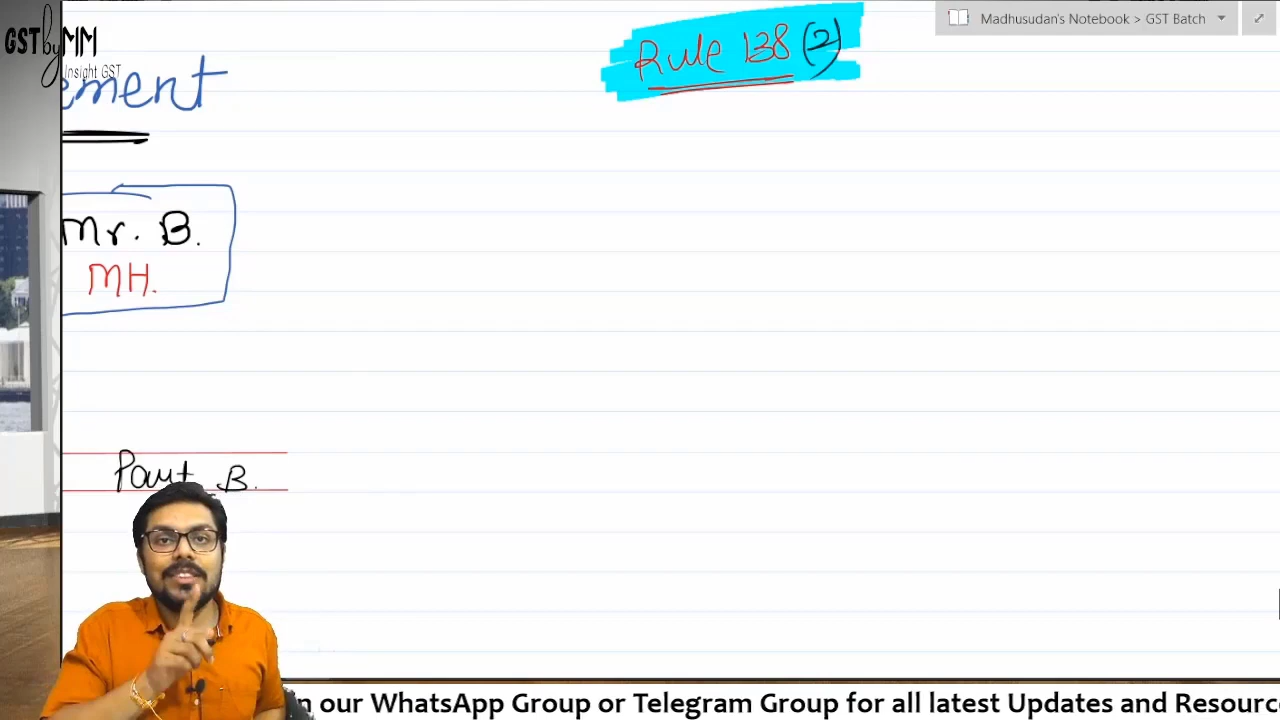 GST by MM
Insight GST
ement
Rule 138 (2)
Madhusudan's Notebook > GST Batch
Mr. B.
MH.
Part B.
n our WhatsApp Group or Telegram Group for all latest Updates and Resourc